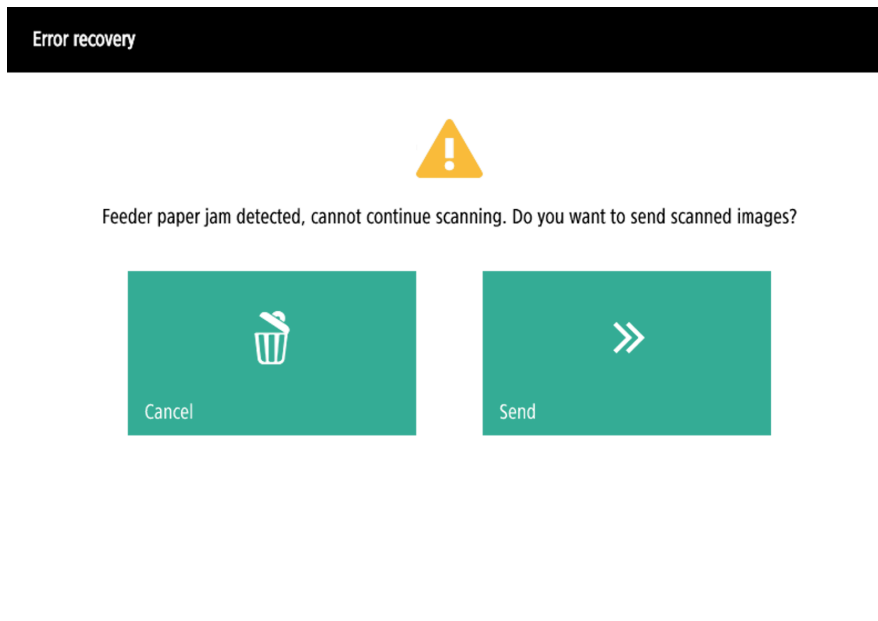 Error recovery
Feeder paper jam detected, cannot continue scanning. Do you want to send scanned images?
Cancel
Send